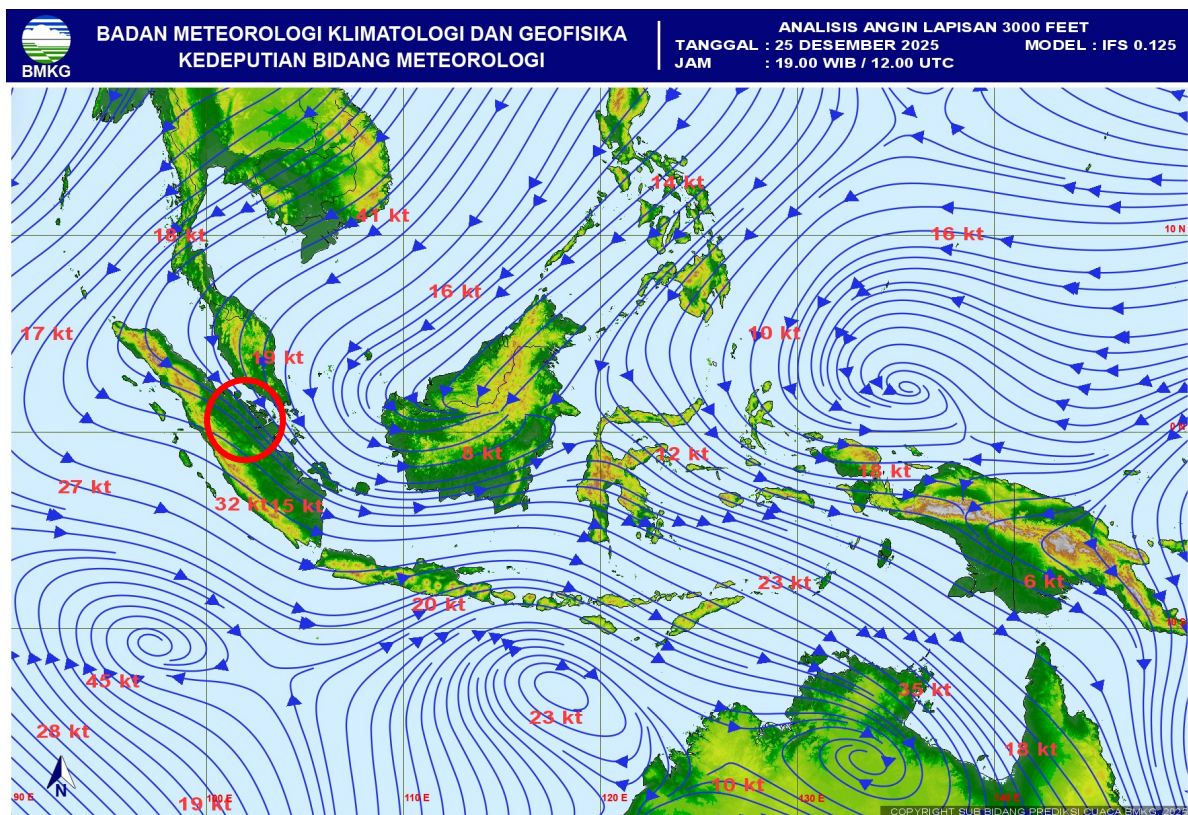 BMKG
BADAN METEOROLOGI KLIMATOLOGI DAN GEOFISIKA
KEDEPUTIAN BIDANG METEOROLOGI
ANALISIS ANGIN LAPISAN 3000 FEET
TANGGAL : 25 DESEMBER 2025 MODEL : IFS 0.125
JAM : 19.00 WIB / 12.00 UTC
14 kt
41 kt
18 kt
16 kt
10 N
16 kt
17 kt
10 kt
19 kt
0 N
8 kt
12 kt
18 kt
27 kt
32 kt
15 kt
23 kt
6 kt
20 kt
10 S
45 kt
35 kt
23 kt
28 kt
18 kt
10 kt
N
90 E
19 kt
100 E
110 E
120 E
130 E
140 E
COPYRIGHT SUB BIDANG PREDIKSI CUACA BMKG, 2025